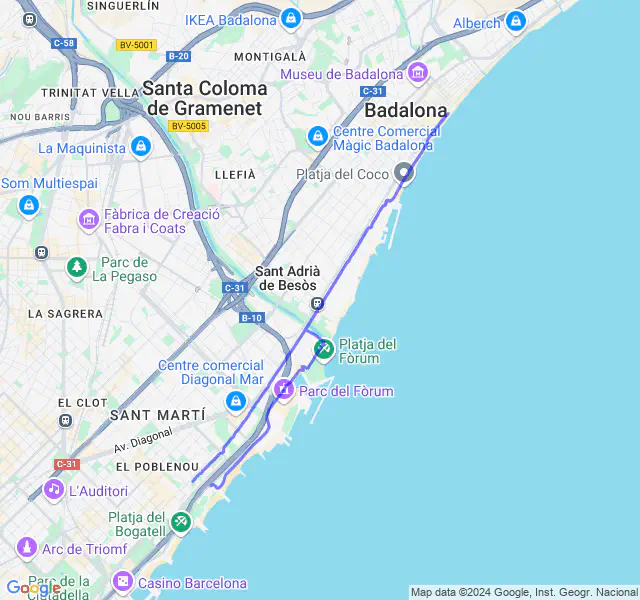 SINGUERLÍN
IKEA Badalona
Alberch
C-58
BV-5001
B-20
MONTIGALÀ
Museu de Badalona
TRINITAT VELLA
Santa Coloma
de Gramenet
C-31
Badalona
NOU BARRIS
BV-5005
Centre Comercial
Màgic Badalona
La Maquinista
LLEFIÀ
Platja del Coco
Som Multiespai
Fàbrica de Creació
Fabra i Coats
Parc de
La Pegaso
Sant Adrià
de Besòs
C-31
LA SAGRERA
B-10
Platja del
Fòrum
Centre comercial
Diagonal Mar
Parc del Fòrum
EL CLOT
SANT MARTÍ
Av. Diagonal
C-31
EL POBLENOU
L'Auditori
Platja del
Bogatell
Arc de Triomf
Parc de la
Ciutadella
Casino Barcelona
Google
Map data ©2024 Google, Inst. Geogr. Nacional